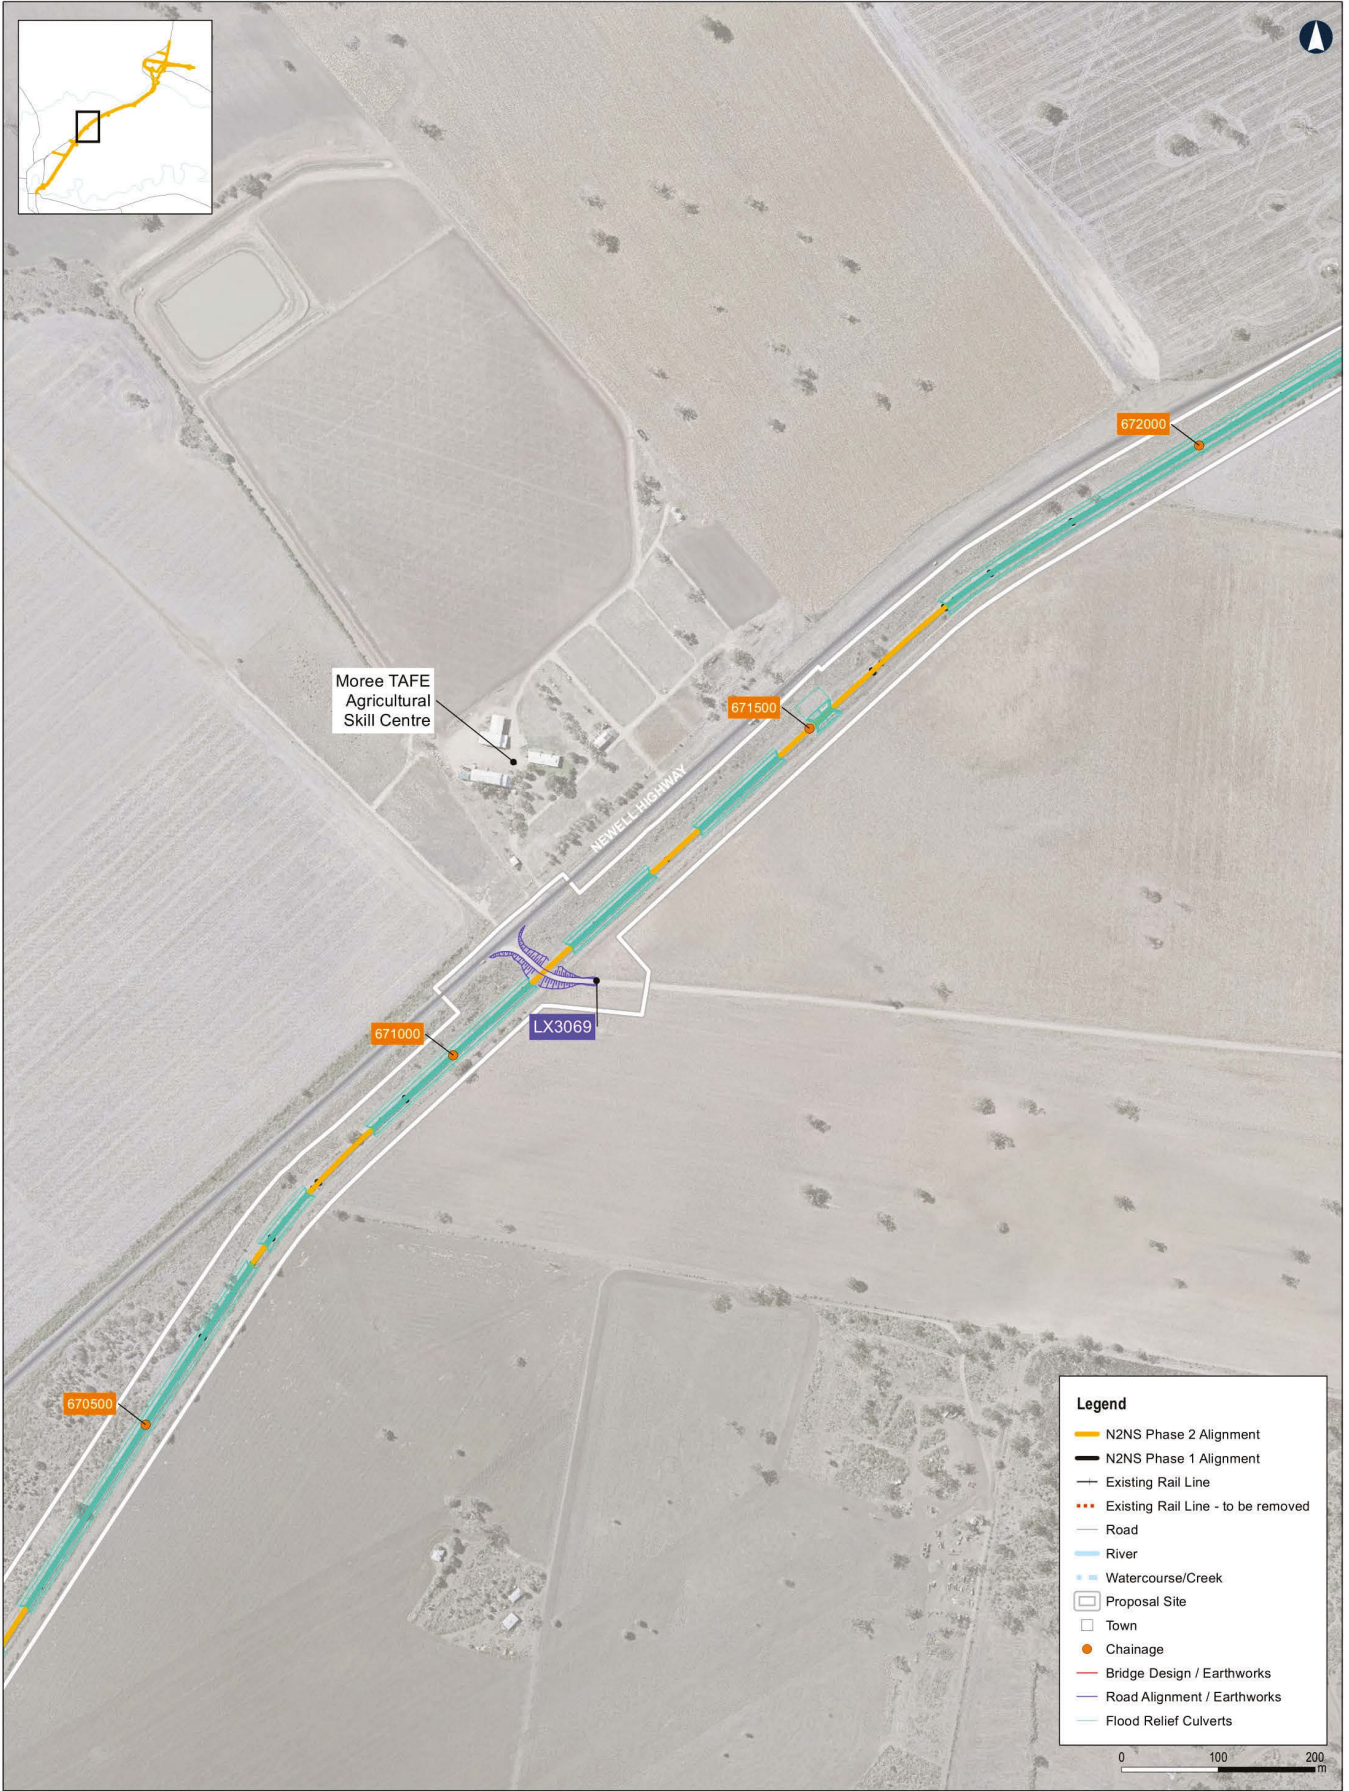 672000
Moree TAFE
Agricultural
Skill Centre
671500
NEWELL HIGHWAY
LX3069
671000
670500
Legend
N2NS Phase 2 Alignment
N2NS Phase 1 Alignment
Existing Rail Line
Existing Rail Line - to be removed
Road
River
Watercourse/Creek
Proposal Site
Town
Chainage
Bridge Design / Earthworks
Road Alignment / Earthworks
Flood Relief Culverts
0 100 200
m